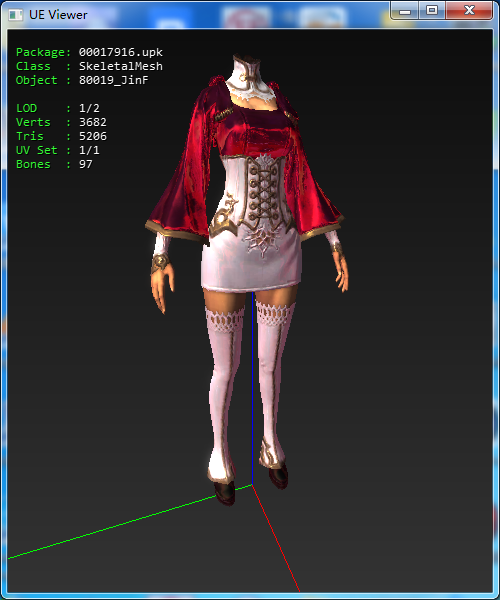 UE Viewer
Package: 00017916.upk
Class  : SkeletalMesh
Object : 80019_JinF
LOD    : 1/2
Verts  : 3682
Tris   : 5206
UV Set : 1/1
Bones  : 97